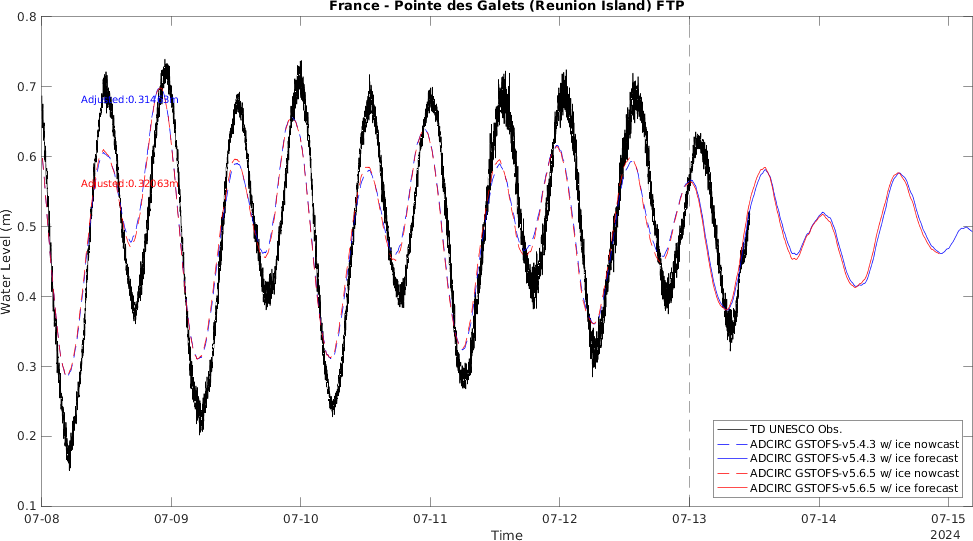 France - Pointe des Galets (Reunion Island) FTP
0.8
0.7
0.6
0.5
0.4
0.3
0.2
0.1
Water Level (m)
Adjusted:0.32063m
TD UNESCO Obs.
ADCIRC GSTOFS-v5.4.3 w/ ice nowcast
ADCIRC GSTOFS-v5.4.3 w/ ice forecast
ADCIRC GSTOFS-v5.6.5 w/ ice nowcast
ADCIRC GSTOFS-v5.6.5 w/ ice forecast
07-08 07-09 07-10 07-11 07-12 07-13 07-14 07-15
Time
2024